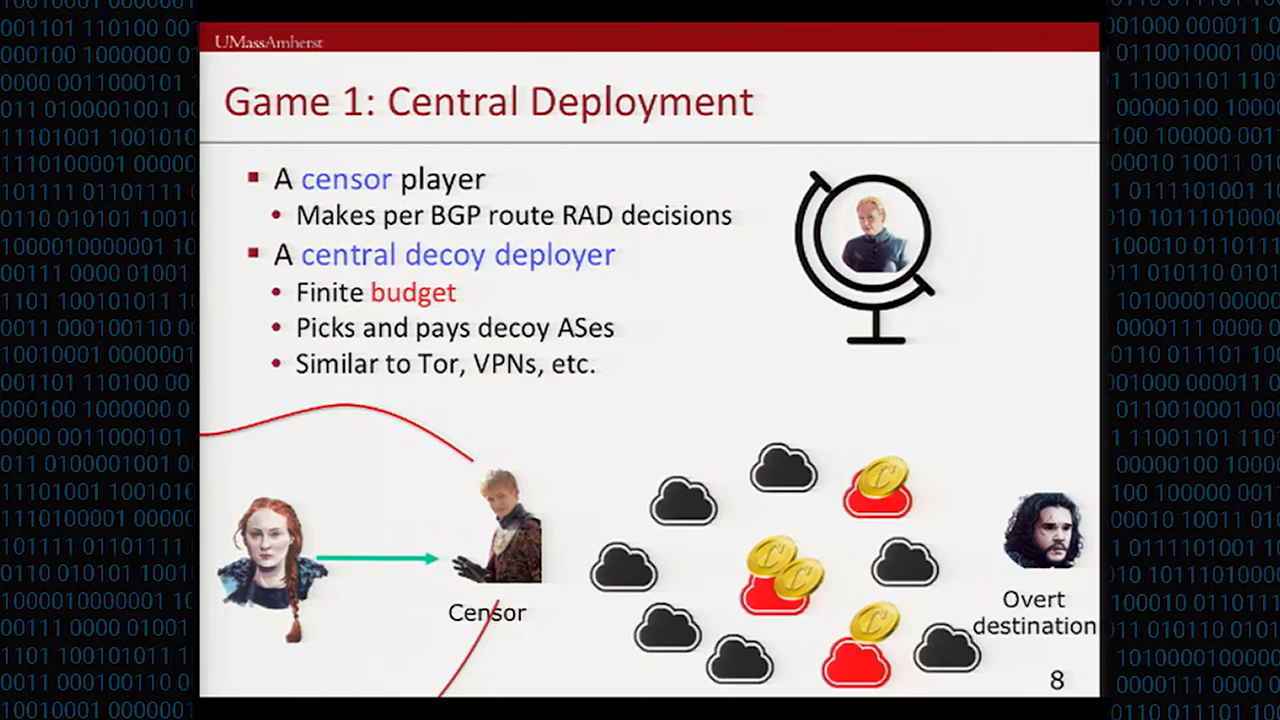 UMassAmherst
Game 1: Central Deployment
A censor player
Makes per BGP route RAD decisions
A central decoy deployer
Finite budget
Picks and pays decoy ASes
Similar to Tor, VPNs, etc.
Censor
Overt
destination
8